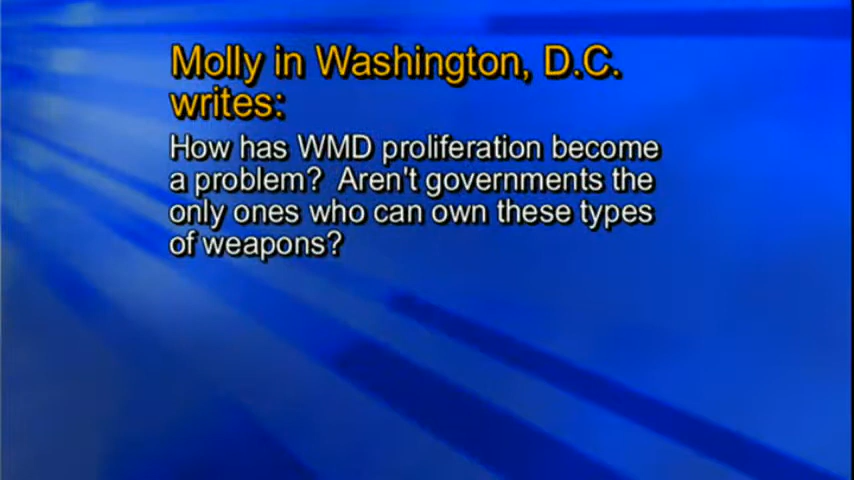 Molly in Washington, D.C.
writes:
How has WMD proliferation become
a problem?  Aren't governments the
only ones who can own these types
of weapons?